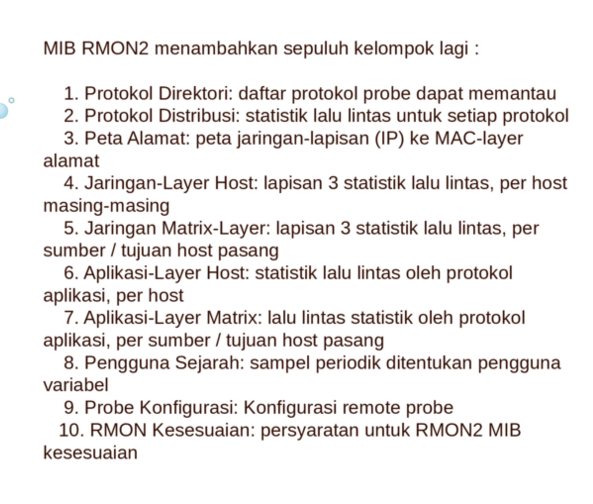 MIB RMON2 menambahkan sepuluh kelompok lagi :
1. Protokol Direktori: daftar protokol probe dapat memantau
2. Protokol Distribusi: statistik lalu lintas untuk setiap protokol
3. Peta Alamat: peta jaringan-lapisan (IP) ke MAC-layer
alamat
4. Jaringan-Layer Host: lapisan 3 statistik lalu lintas, per host
masing-masing
5. Jaringan Matrix-Layer: lapisan 3 statistik lalu lintas, per
sumber / tujuan host pasang
6. Aplikasi-Layer Host: statistik lalu lintas oleh protokol
aplikasi, per host
7. Aplikasi-Layer Matrix: lalu lintas statistik oleh protokol
aplikasi, per sumber / tujuan host pasang
8. Pengguna Sejarah: sampel periodik ditentukan pengguna
variabel
9. Probe Konfigurasi: Konfigurasi remote probe
10. RMON Kesesuaian: persyaratan untuk RMON2 MIB
kesesuaian